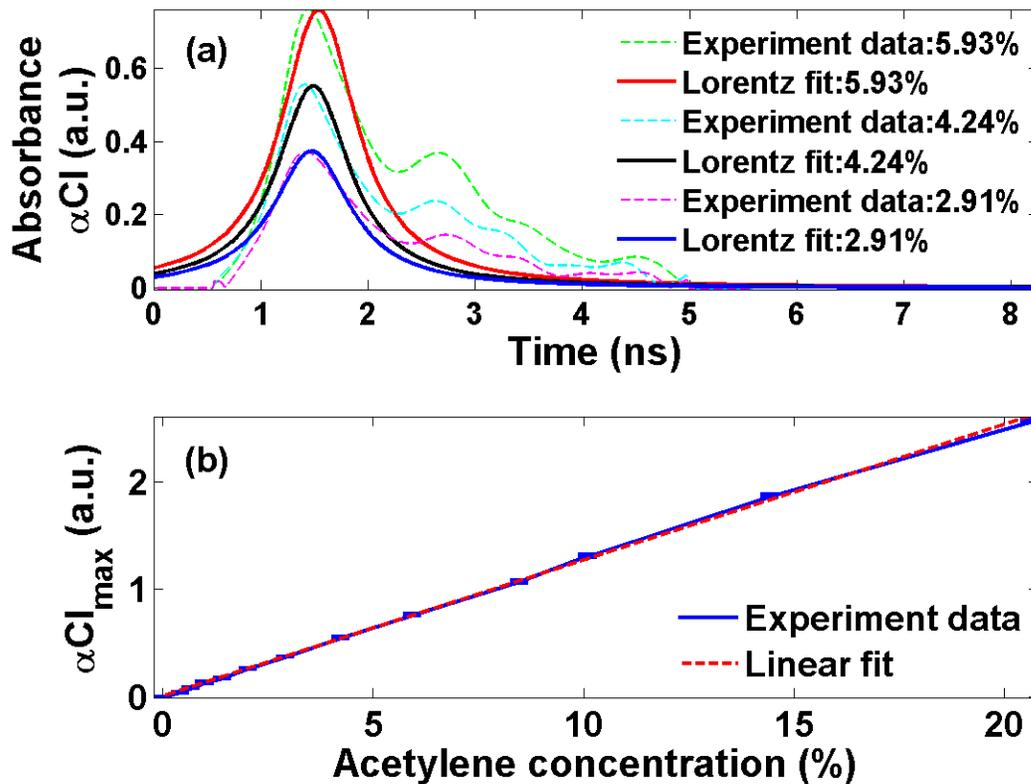 (a)
Absorbance
αCl (a.u.)
0.6
0.4
0.2
0
Experiment data:5.93%
Lorentz fit:5.93%
Experiment data:4.24%
Lorentz fit:4.24%
Experiment data:2.91%
Lorentz fit:2.91%
0 1 2 3 4 5 6 7 8
Time (ns)
(b)
αCl_max (a.u.)
2
1
0
Experiment data
Linear fit
0 5 10 15 20
Acetylene concentration (%)